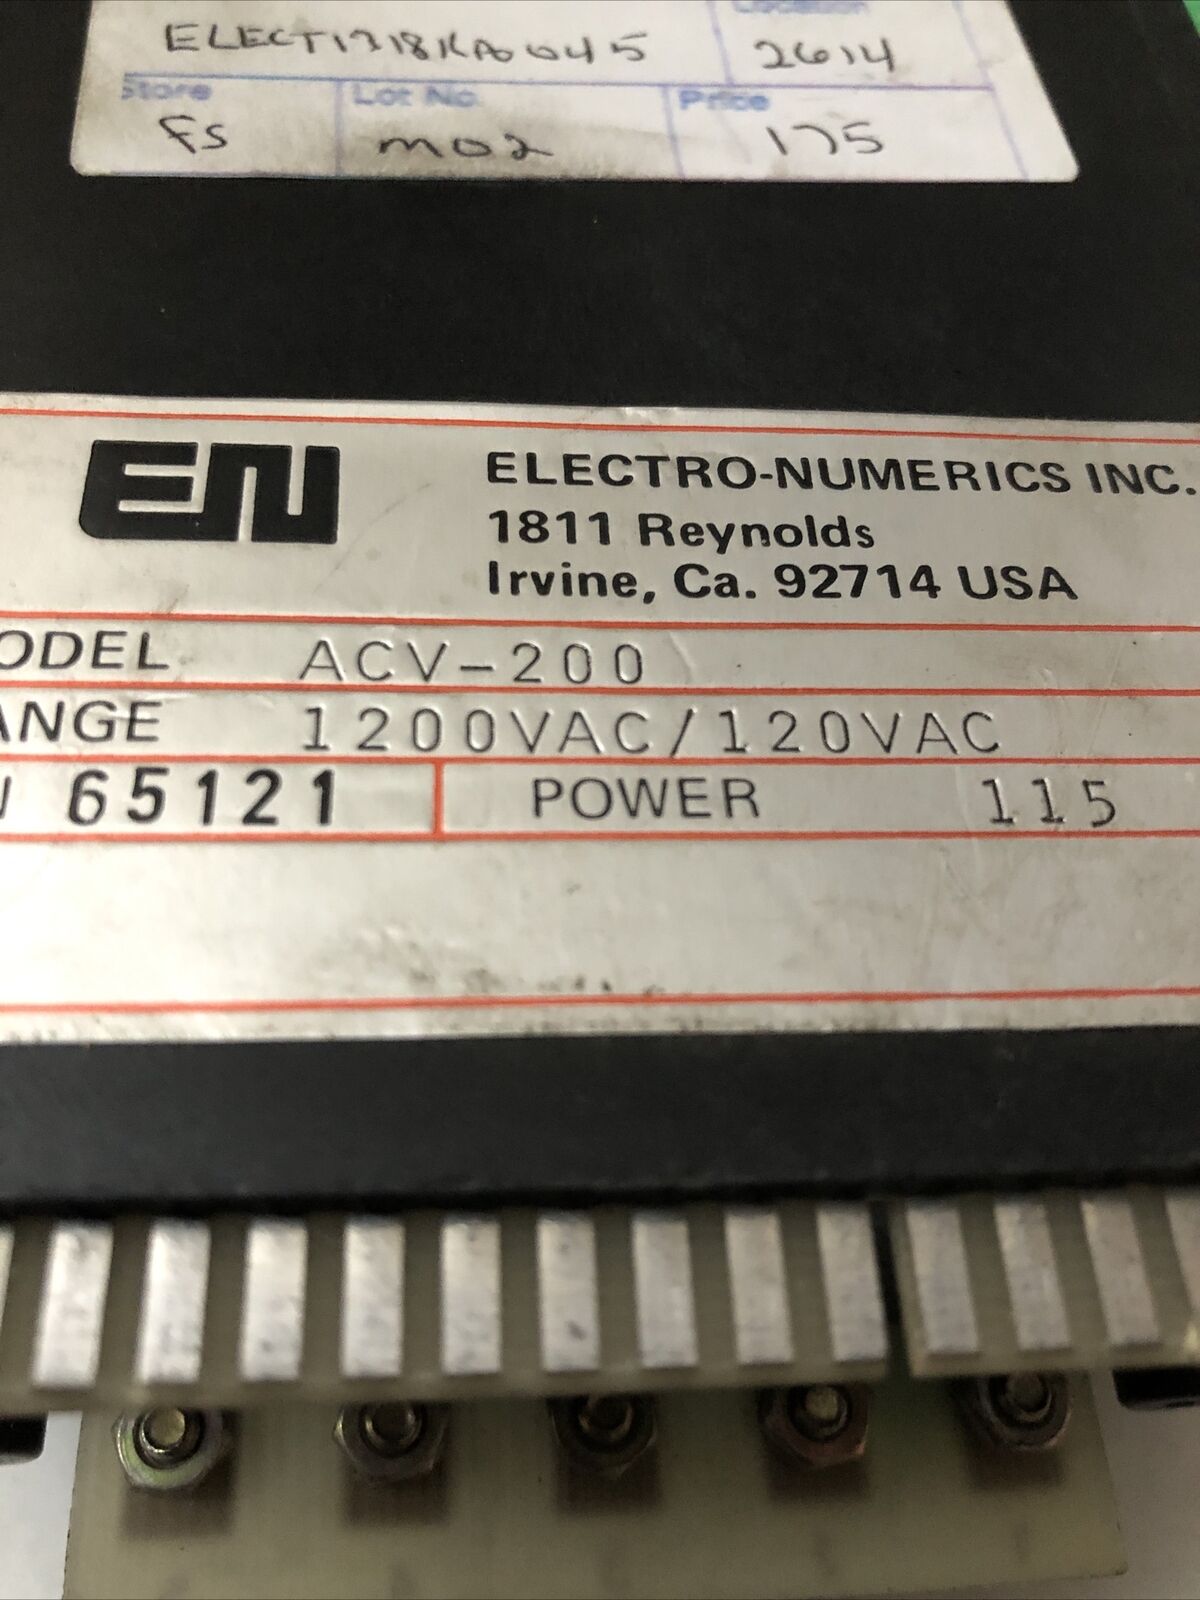 ELECT1318KA0045 2614
Store Lot No. Price
FS M02 175
EN
ELECTRO-NUMERICS INC.
1811 Reynolds
Irvine, Ca. 92714 USA
ODEL ACV-200
ANGE 1200VAC/120VAC
65121 POWER 115